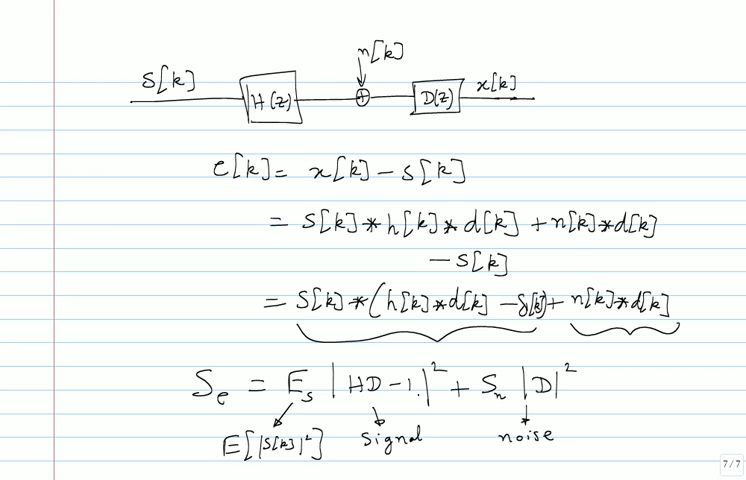 n[k]
S[k] H(z) + D(z) x[k]
e[k] = x[k] - s[k]
= S[k] * h[k] * d[k] + n[k] * d[k]
- S[k]
= S[k] * (h[k] * d[k] - δ[k]) + n[k] * d[k]
Se = Es |HD - 1|² + Sn |D|²
E[|S[k]|²] signal noise
7/7